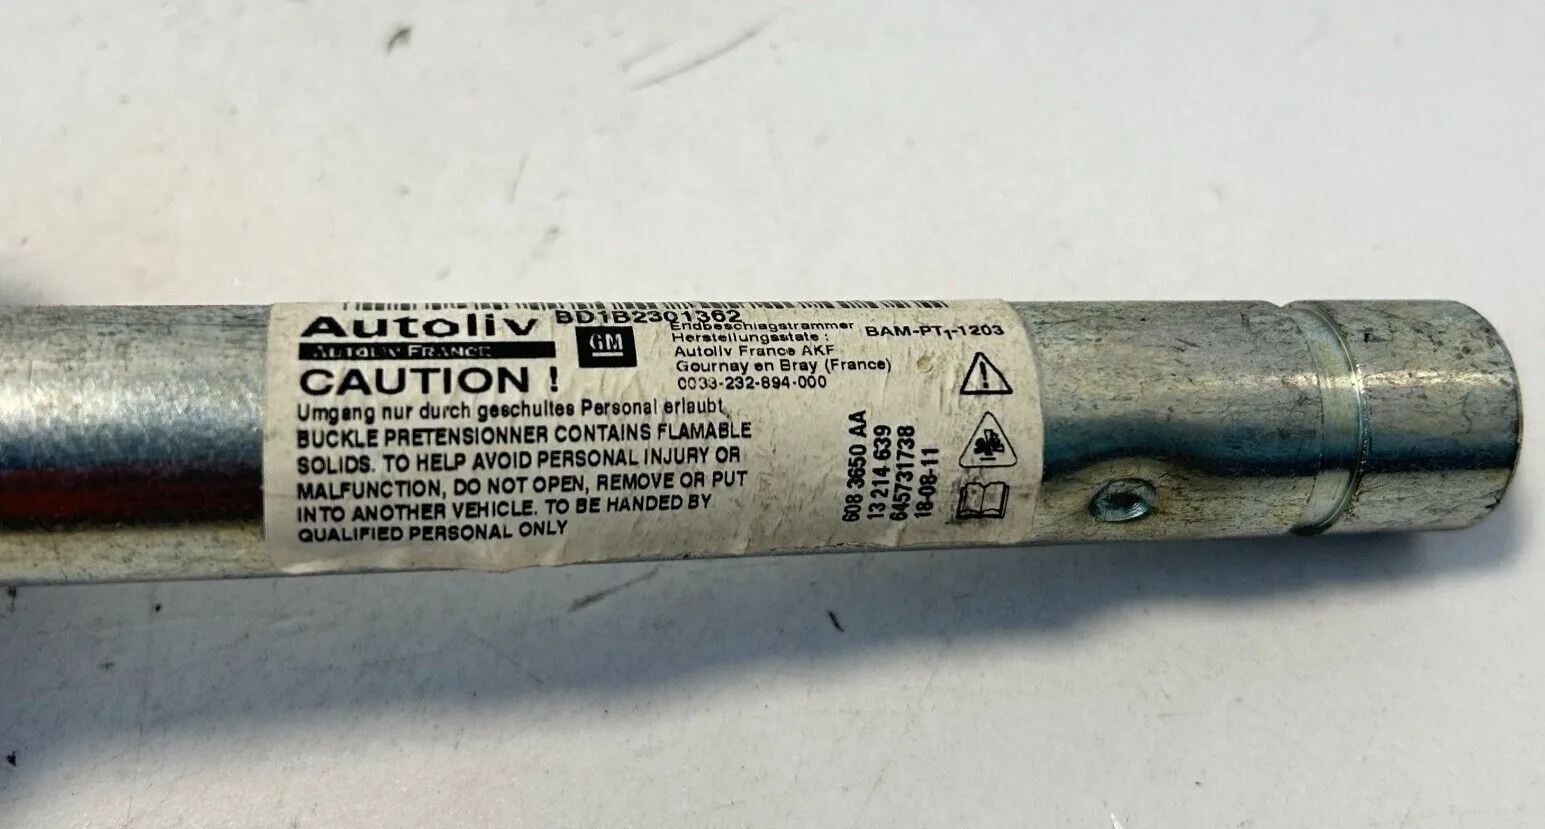 Autoliv
BD1B2301362
AUTOLIV FRANCE
GM
Endbeschlagstrammer
Herstellungsstate :
Autoliv France AKF
Gournay en Bray (France)
0033-232-894-000
BAM-PT1-1203
CAUTION !
Umgang nur durch geschultes Personal erlaubt
BUCKLE PRETENSIONNER CONTAINS FLAMABLE
SOLIDS. TO HELP AVOID PERSONAL INJURY OR
MALFUNCTION, DO NOT OPEN, REMOVE OR PUT
INTO ANOTHER VEHICLE. TO BE HANDED BY
QUALIFIED PERSONAL ONLY
608 3650 AA
13 214 639
645731738
18-08-11